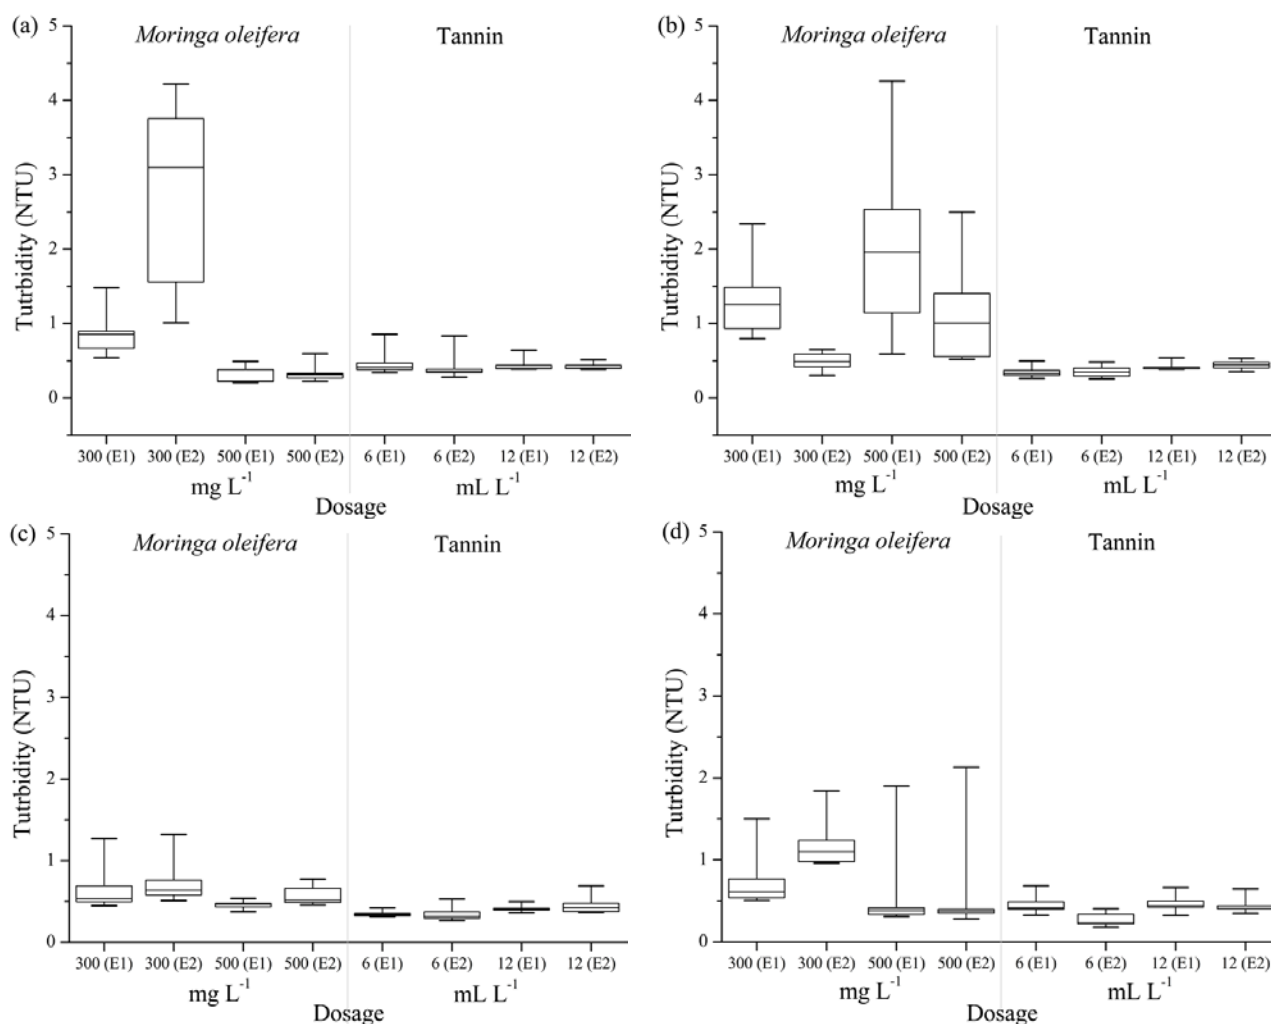 (a)
Moringa oleifera
Tannin
Tutrbidity (NTU)
5
4
3
2
1
0
300 (E1) 300 (E2) 500 (E1) 500 (E2) 6 (E1) 6 (E2) 12 (E1) 12 (E2)
mg L⁻¹ mL L⁻¹
Dosage
(b)
Moringa oleifera
Tannin
Tutrbidity (NTU)
5
4
3
2
1
0
300 (E1) 300 (E2) 500 (E1) 500 (E2) 6 (E1) 6 (E2) 12 (E1) 12 (E2)
mg L⁻¹ mL L⁻¹
Dosage
(c)
Moringa oleifera
Tannin
Tutrbidity (NTU)
5
4
3
2
1
0
300 (E1) 300 (E2) 500 (E1) 500 (E2) 6 (E1) 6 (E2) 12 (E1) 12 (E2)
mg L⁻¹ mL L⁻¹
Dosage
(d)
Moringa oleifera
Tannin
Tutrbidity (NTU)
5
4
3
2
1
0
300 (E1) 300 (E2) 500 (E1) 500 (E2) 6 (E1) 6 (E2) 12 (E1) 12 (E2)
mg L⁻¹ mL L⁻¹
Dosage